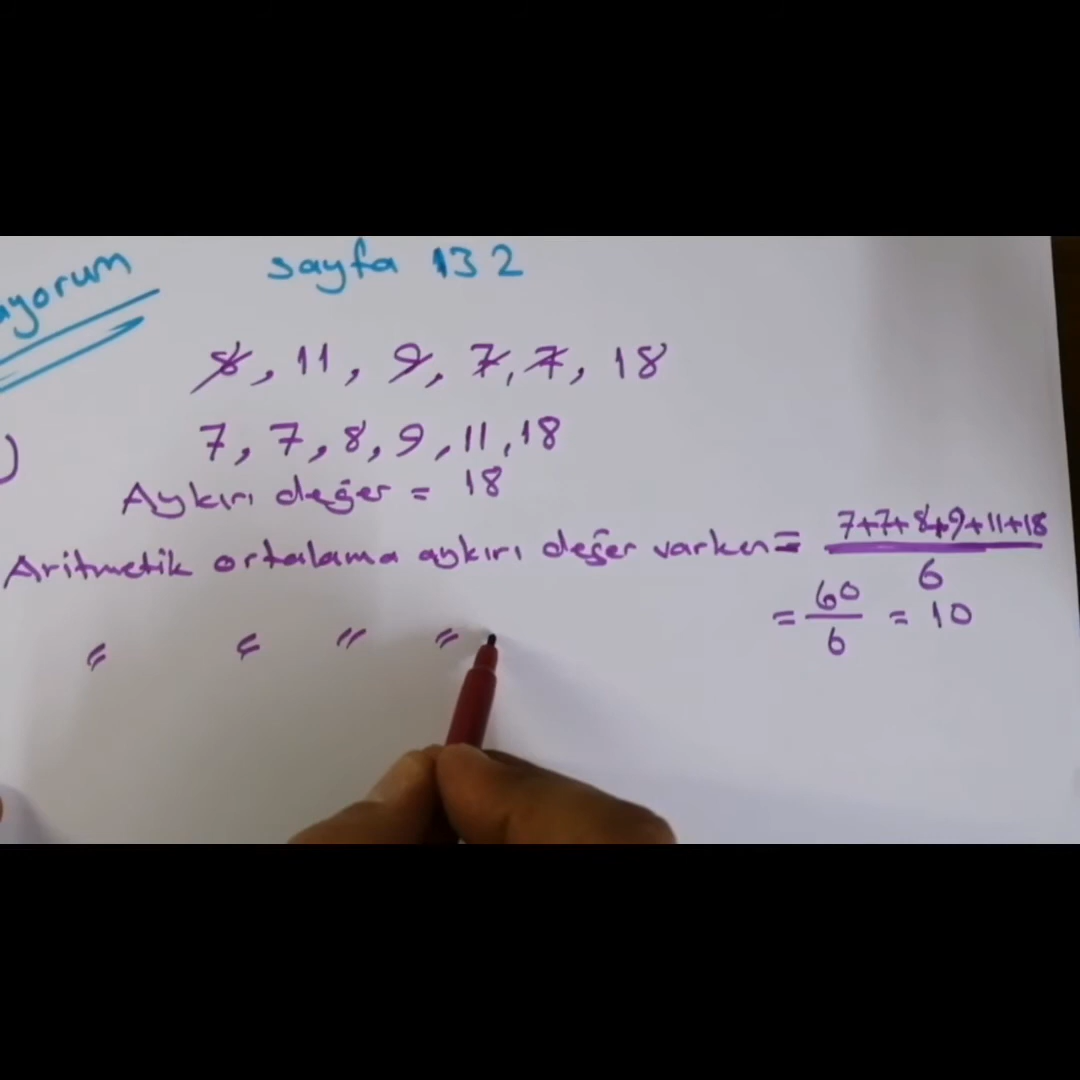 ayorum
sayfa 132
8, 11, 9, 7, 7, 18
)
7, 7, 8, 9, 11, 18
Aykırı değer = 18
Aritmetik ortalama aykırı değer varken = 7+7+8+9+11+18
6
= 60 = 10
6
" " " "